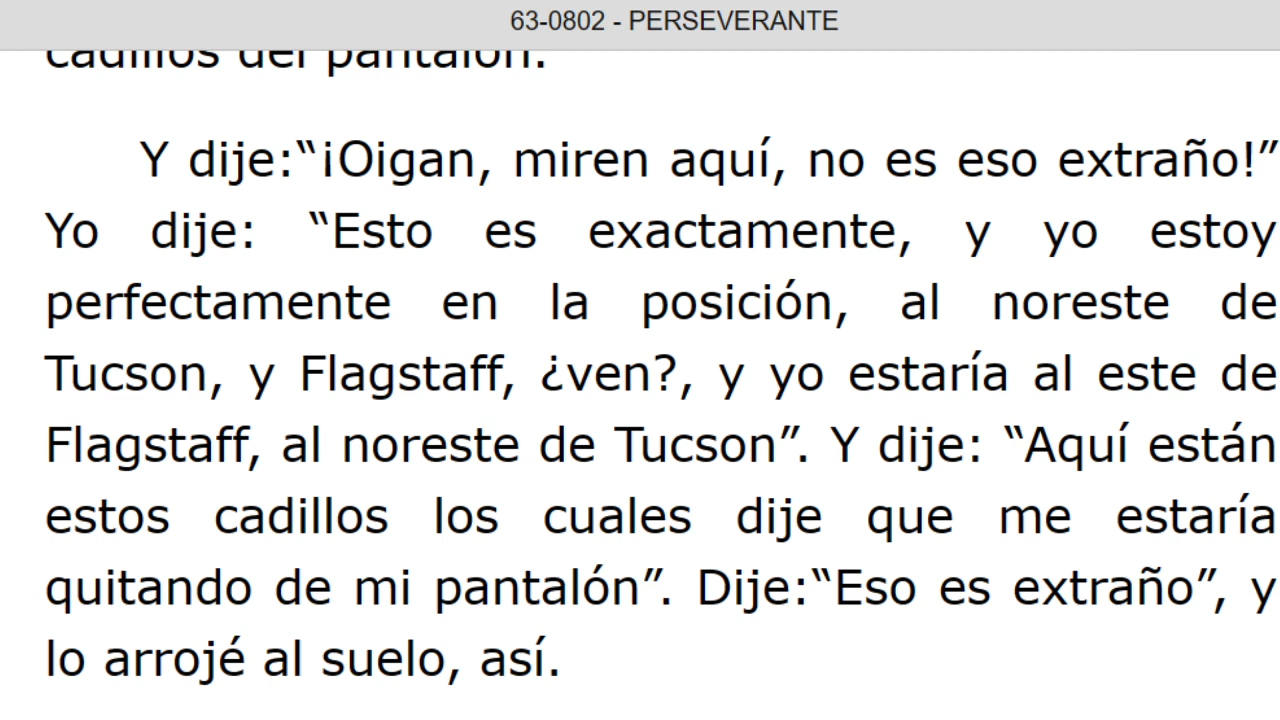 63-0802 - PERSEVERANTE
cadillos del pantalón.
Y dije:“¡Oigan, miren aquí, no es eso extraño!”
Yo dije: “Esto es exactamente, y yo estoy
perfectamente en la posición, al noreste de
Tucson, y Flagstaff, ¿ven?, y yo estaría al este de
Flagstaff, al noreste de Tucson”. Y dije: “Aquí están
estos cadillos los cuales dije que me estaría
quitando de mi pantalón”. Dije:“Eso es extraño”, y
lo arrojé al suelo, así.